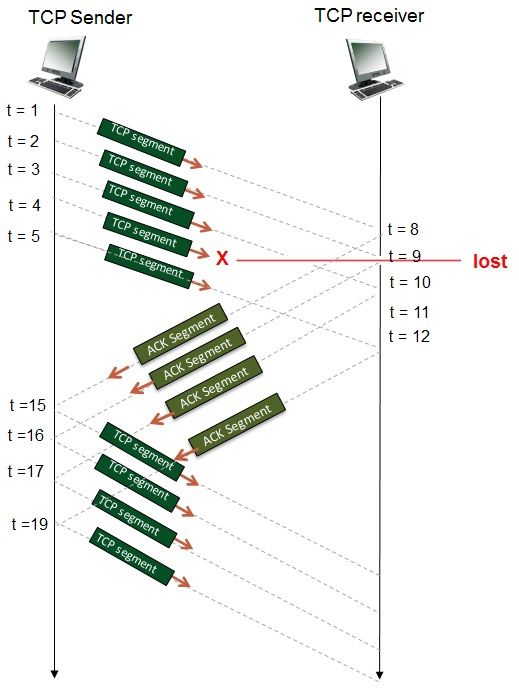 TCP Sender
TCP receiver
t = 1
TCP segment
t = 2
TCP segment
t = 3
TCP segment
t = 4
TCP segment
t = 5
TCP segment
X
lost
t = 8
t = 9
t = 10
t = 11
t = 12
ACK Segment
ACK Segment
ACK Segment
ACK Segment
t =15
t =16
t =17
t =19
TCP segment
TCP segment
TCP segment
TCP segment